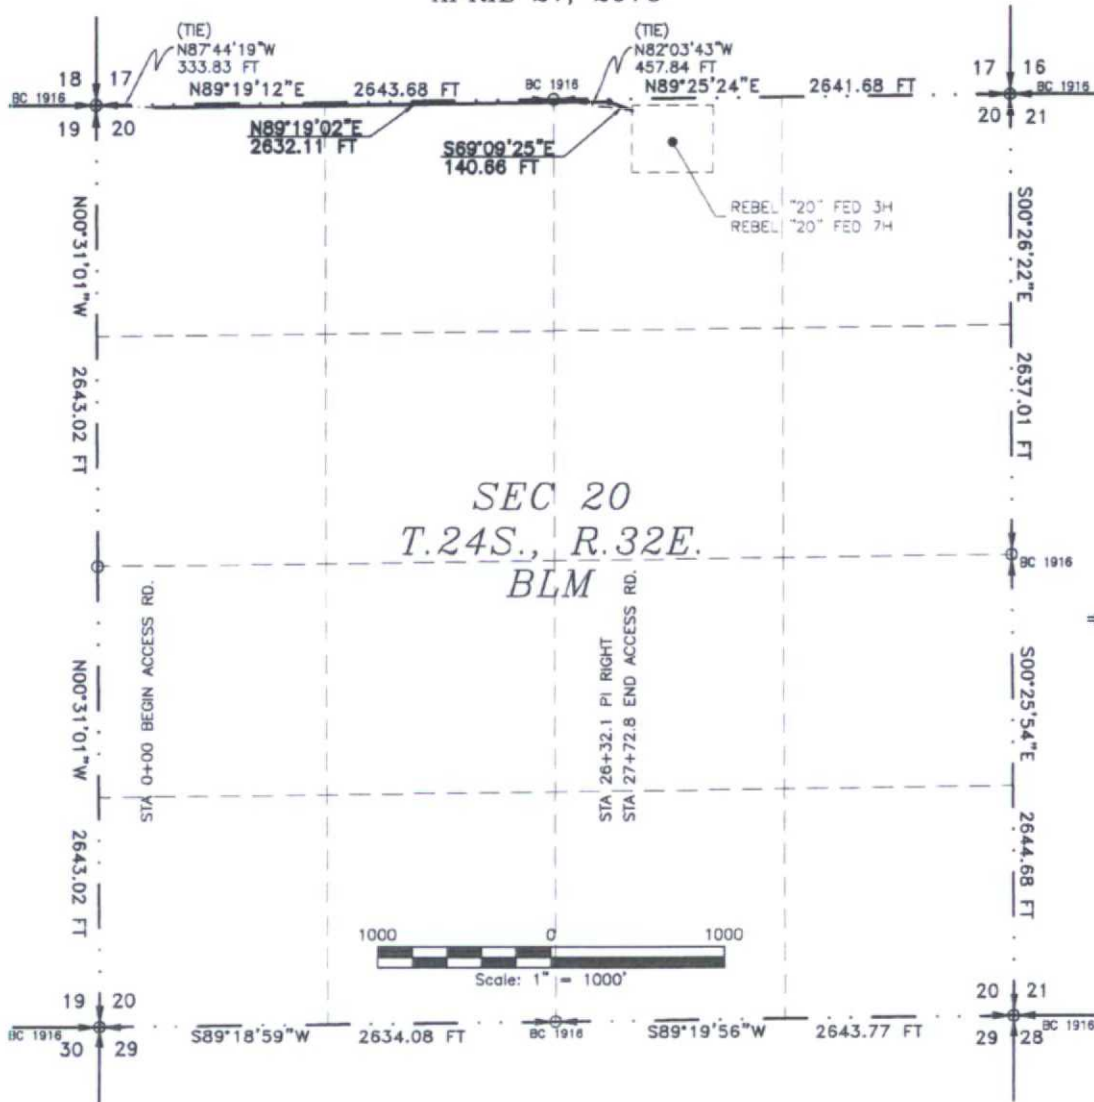 (TIE)
N87°44'19"W
333.83 FT
(TIE)
N82°03'43"W
457.84 FT
18 17
BC 1916
19 20
N89°19'12"E 2643.68 FT
BC 1916
N89°25'24"E 2641.68 FT
17 16
BC 1916
20 21
N89°19'02"E
2632.11 FT
S69°09'25"E
140.66 FT
REBEL "20" FED 3H
REBEL "20" FED 7H
N00°31'01"W 2643.02 FT
S00°26'22"E 2637.01 FT
SEC 20
T.24S., R.32E.
BLM
BC 1916
STA 0+00 BEGIN ACCESS RD.
STA 26+32.1 PI RIGHT
STA 27+72.8 END ACCESS RD.
N00°31'01"W 2643.02 FT
S00°25'54"E 2644.68 FT
1000 0 1000
Scale: 1" = 1000'
19 20
BC 1916
30 29
S89°18'59"W 2634.08 FT
BC 1916
S89°19'56"W 2643.77 FT
20 21
BC 1916
29 28